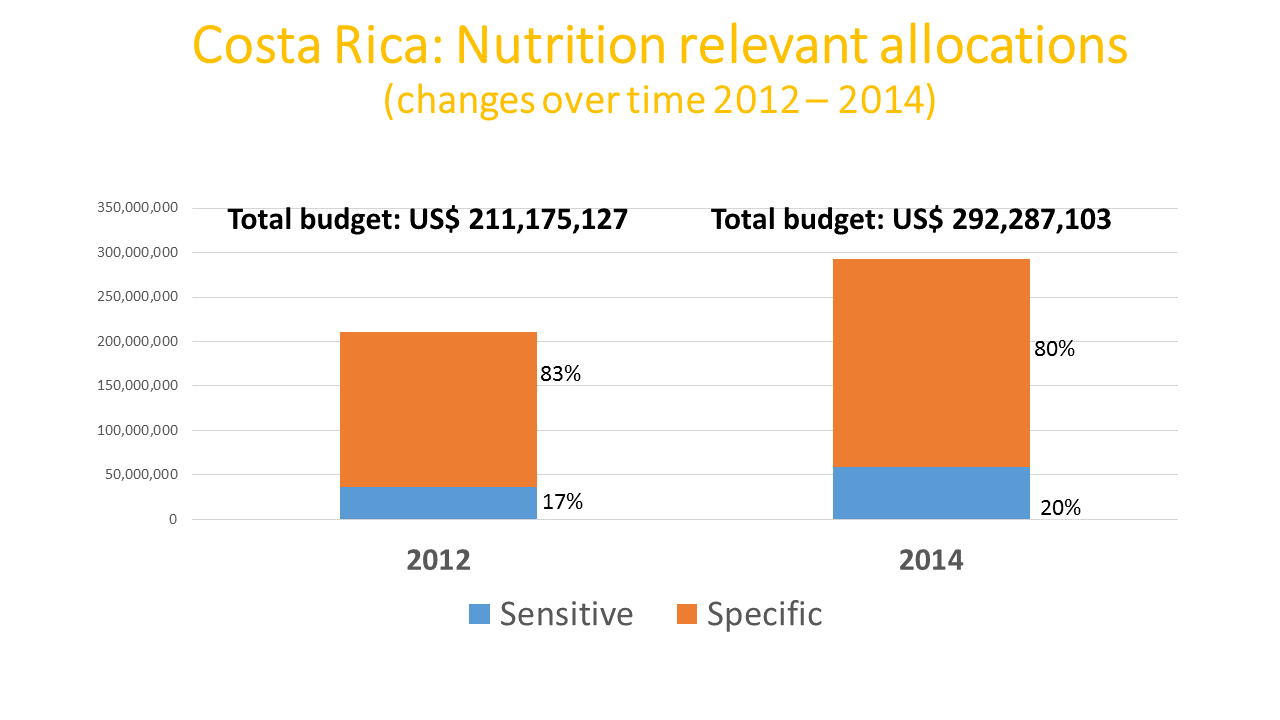 Costa Rica: Nutrition relevant allocations
(changes over time 2012 – 2014)
350,000,000
Total budget: US$ 211,175,127
Total budget: US$ 292,287,103
300,000,000
250,000,000
200,000,000
80%
150,000,000
83%
100,000,000
50,000,000
17%
20%
0
2012
2014
Sensitive
Specific